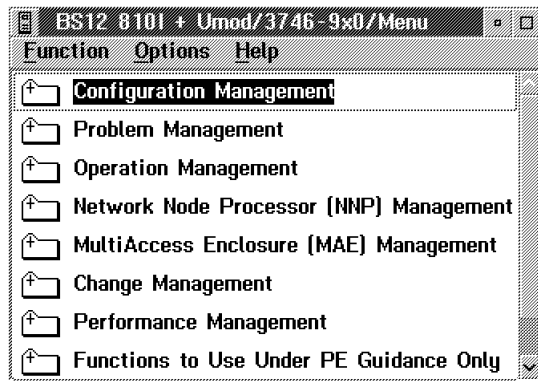 BS12 810I + Umod/3746-9x0/Menu
Function Options Help
Configuration Management
Problem Management
Operation Management
Network Node Processor (NNP) Management
MultiAccess Enclosure (MAE) Management
Change Management
Performance Management
Functions to Use Under PE Guidance Only